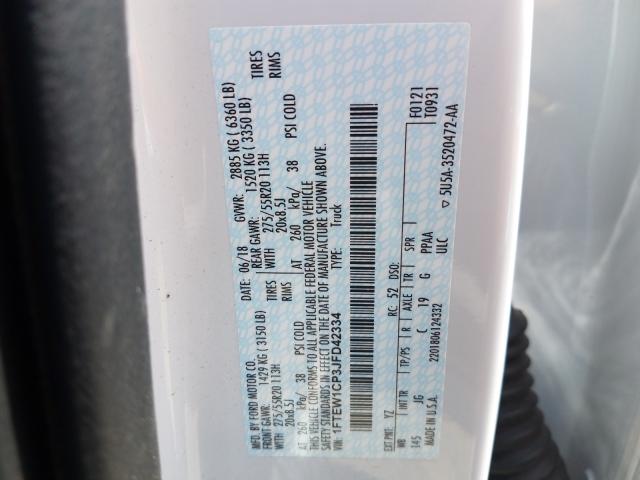 MFD. BY FORD MOTOR CO.
DATE: 06/18 GVWR: 2885 KG ( 6360 LB)
FRONT GAWR: 1429 KG ( 3150 LB) REAR GAWR: 1520 KG ( 3350 LB)
275/55R20 113H TIRES WITH 275/55R20 113H TIRES
20x8.5J RIMS 20x8.5J RIMS
AT 260 kPa/ 38 PSI COLD AT 260 kPa/ 38 PSI COLD
THIS VEHICLE CONFORMS TO ALL APPLICABLE FEDERAL MOTOR VEHICLE
SAFETY STANDARDS IN EFFECT ON THE DATE OF MANUFACTURE SHOWN ABOVE.
VIN: 1FTEW1CP3JFD42334 TYPE: Truck
F0121
T0931
EXT PNT: YZ RC: 52 DSO:
WB INT TR TP/PS R AXLE TR SPR
145 JG C 19 G PPAA
ULC
▽ 5U5A-3520472-AA
MADE IN U.S.A. 2201806124332